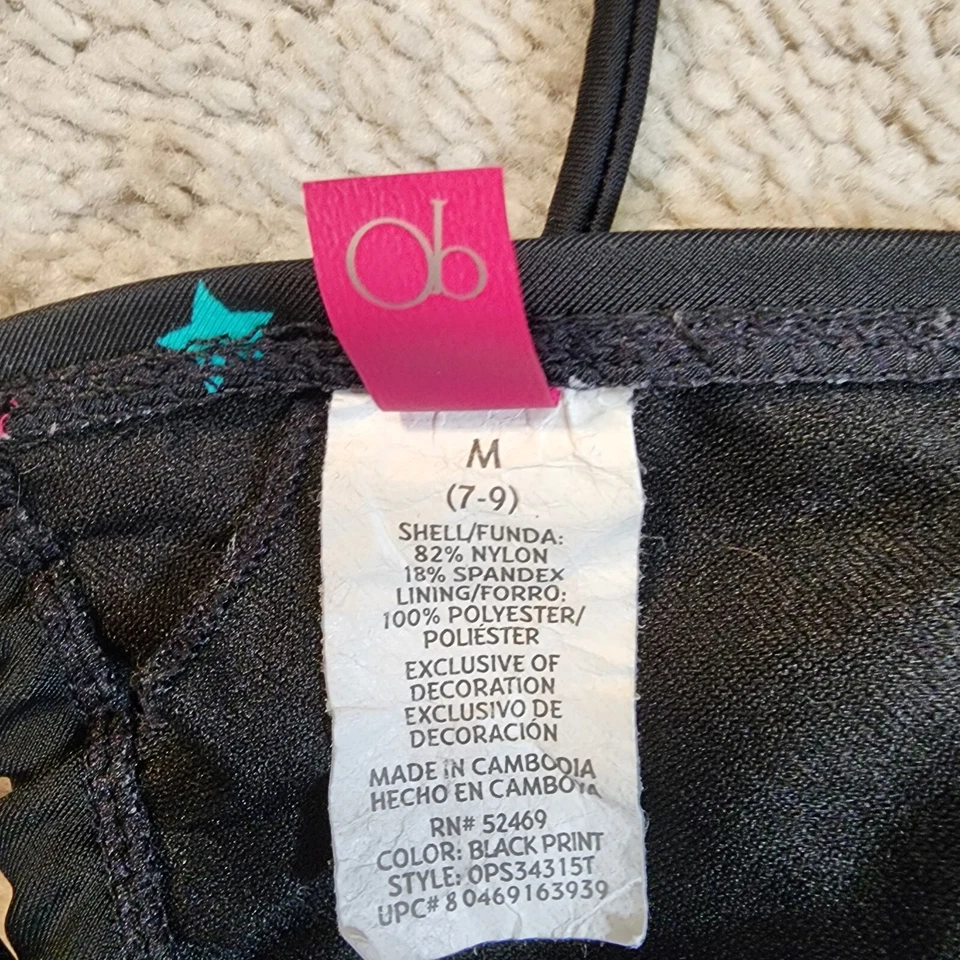 Ob
M
(7-9)
SHELL/FUNDA:
82% NYLON
18% SPANDEX
LINING/FORRO:
100% POLYESTER/
POLIÉSTER
EXCLUSIVE OF
DECORATION
EXCLUSIVO DE
DECORACIÓN
MADE IN CAMBODIA
HECHO EN CAMBOYA
RN# 52469
COLOR: BLACK PRINT
STYLE: OPS34315T
UPC# 8 0469163939